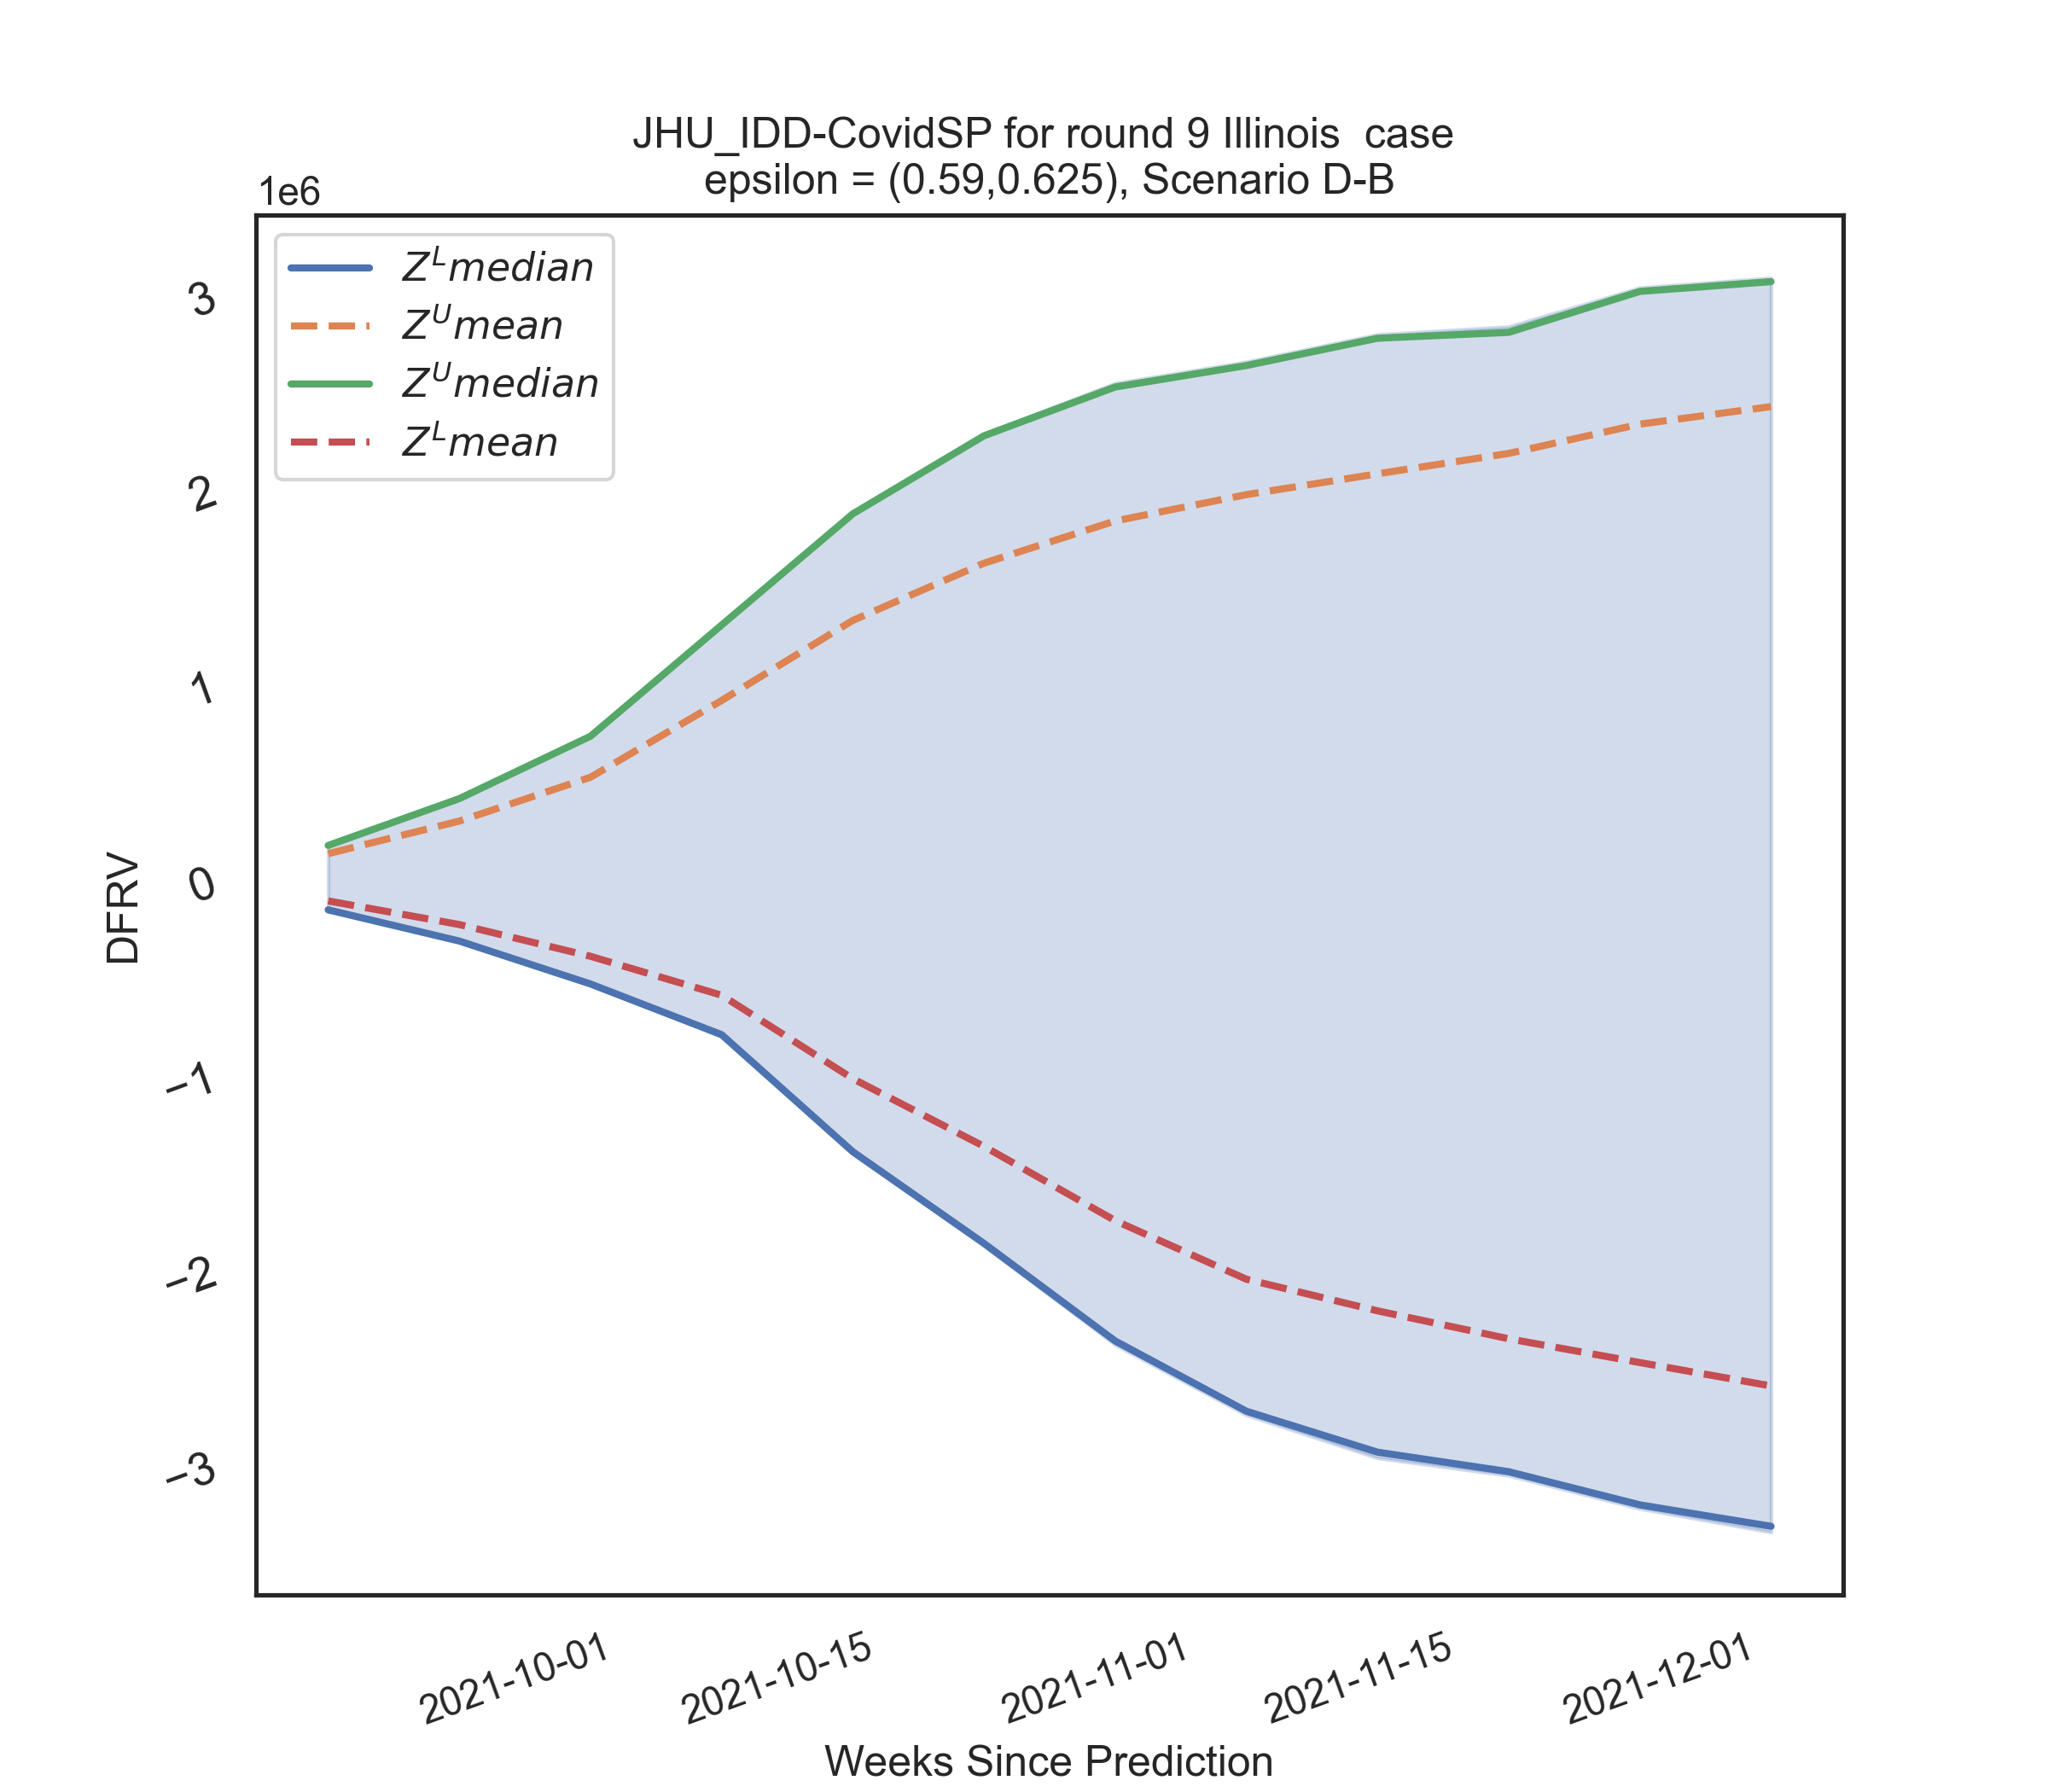 JHU_IDD-CovidSP for round 9 Illinois  case
epsilon = (0.59,0.625), Scenario D-B
1e6
Z^L median
Z^U mean
Z^U median
Z^L mean
3
2
1
0
−1
−2
−3
DFRV
2021-10-01
2021-10-15
2021-11-01
2021-11-15
2021-12-01
Weeks Since Prediction